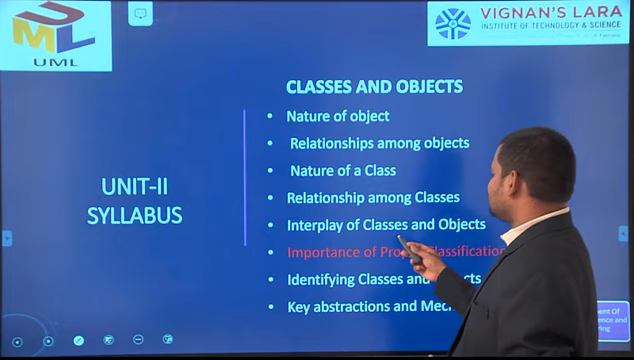 UML
UML
VIGNAN'S LARA
INSTITUTE OF TECHNOLOGY & SCIENCE
UNIT-II
SYLLABUS
CLASSES AND OBJECTS
• Nature of object
• Relationships among objects
• Nature of a Class
• Relationship among Classes
• Interplay of Classes and Objects
• Importance of Classification
• Identifying Classes and
• Key abstractions and